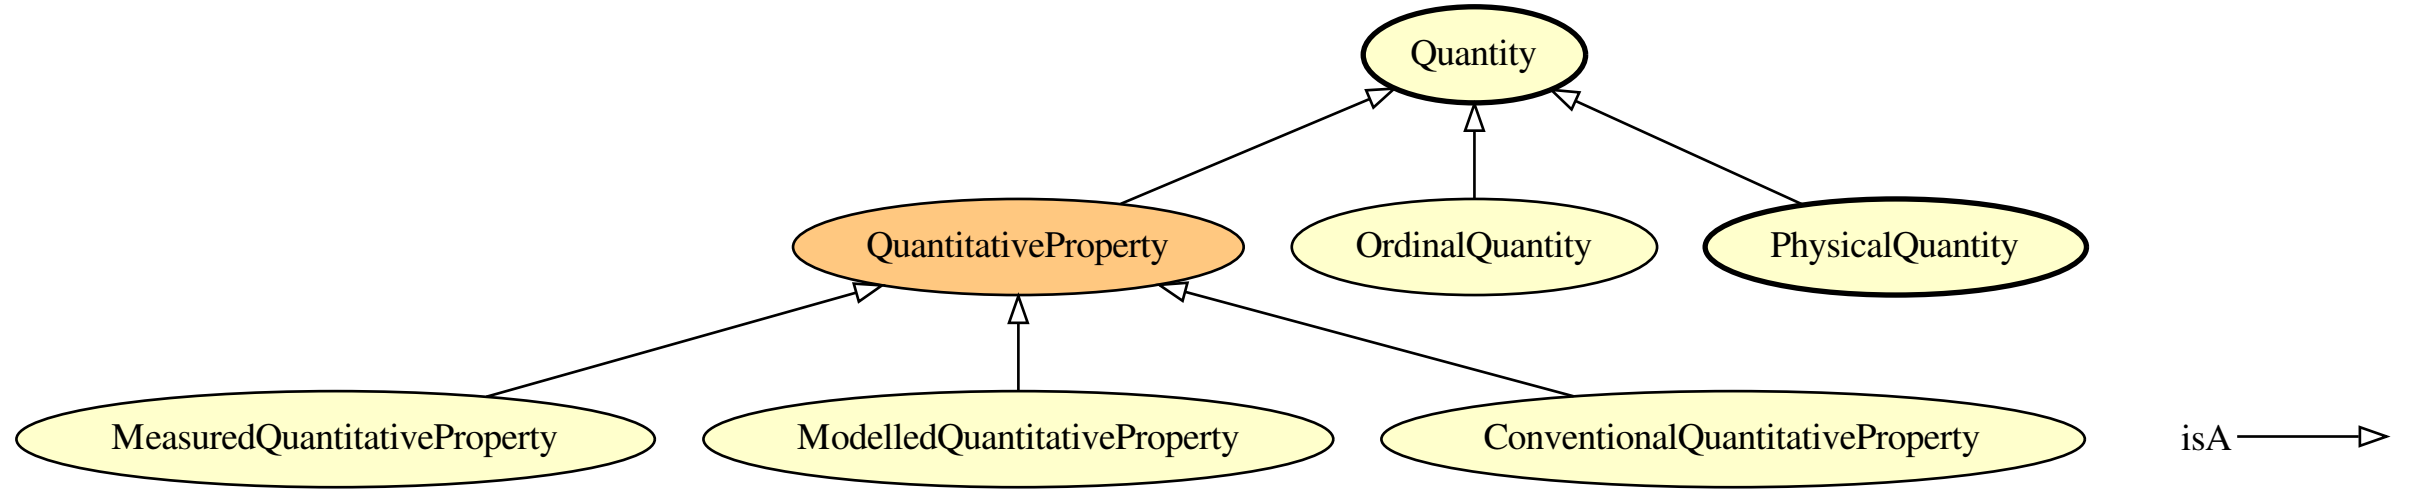 Quantity
QuantitativeProperty
OrdinalQuantity
PhysicalQuantity
MeasuredQuantitativeProperty
ModelledQuantitativeProperty
ConventionalQuantitativeProperty
isA